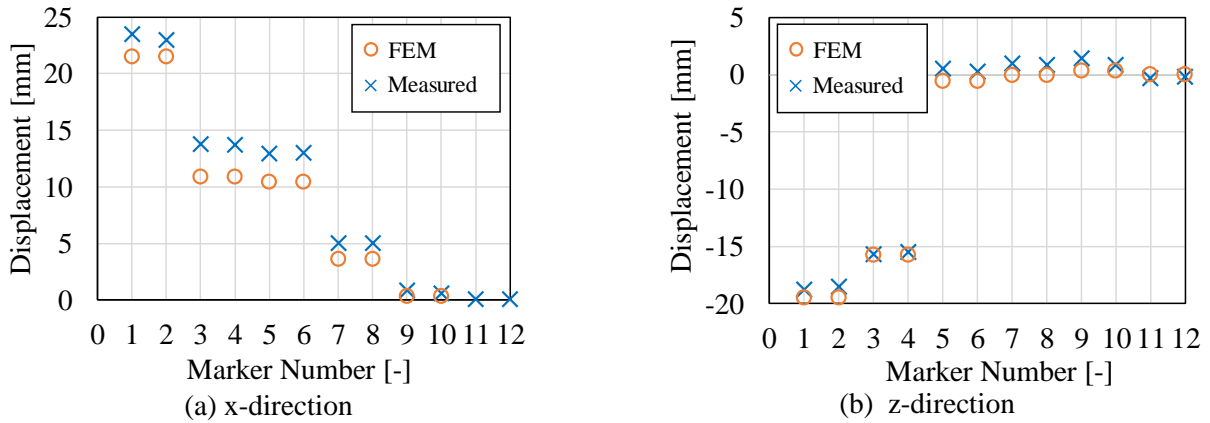 25
20
15
10
5
0
Displacement [mm]
FEM
Measured
0 1 2 3 4 5 6 7 8 9 10 11 12
Marker Number [-]
(a) x-direction
5
0
-5
-10
-15
-20
Displacement [mm]
FEM
Measured
0 1 2 3 4 5 6 7 8 9 10 11 12
Marker Number [-]
(b) z-direction